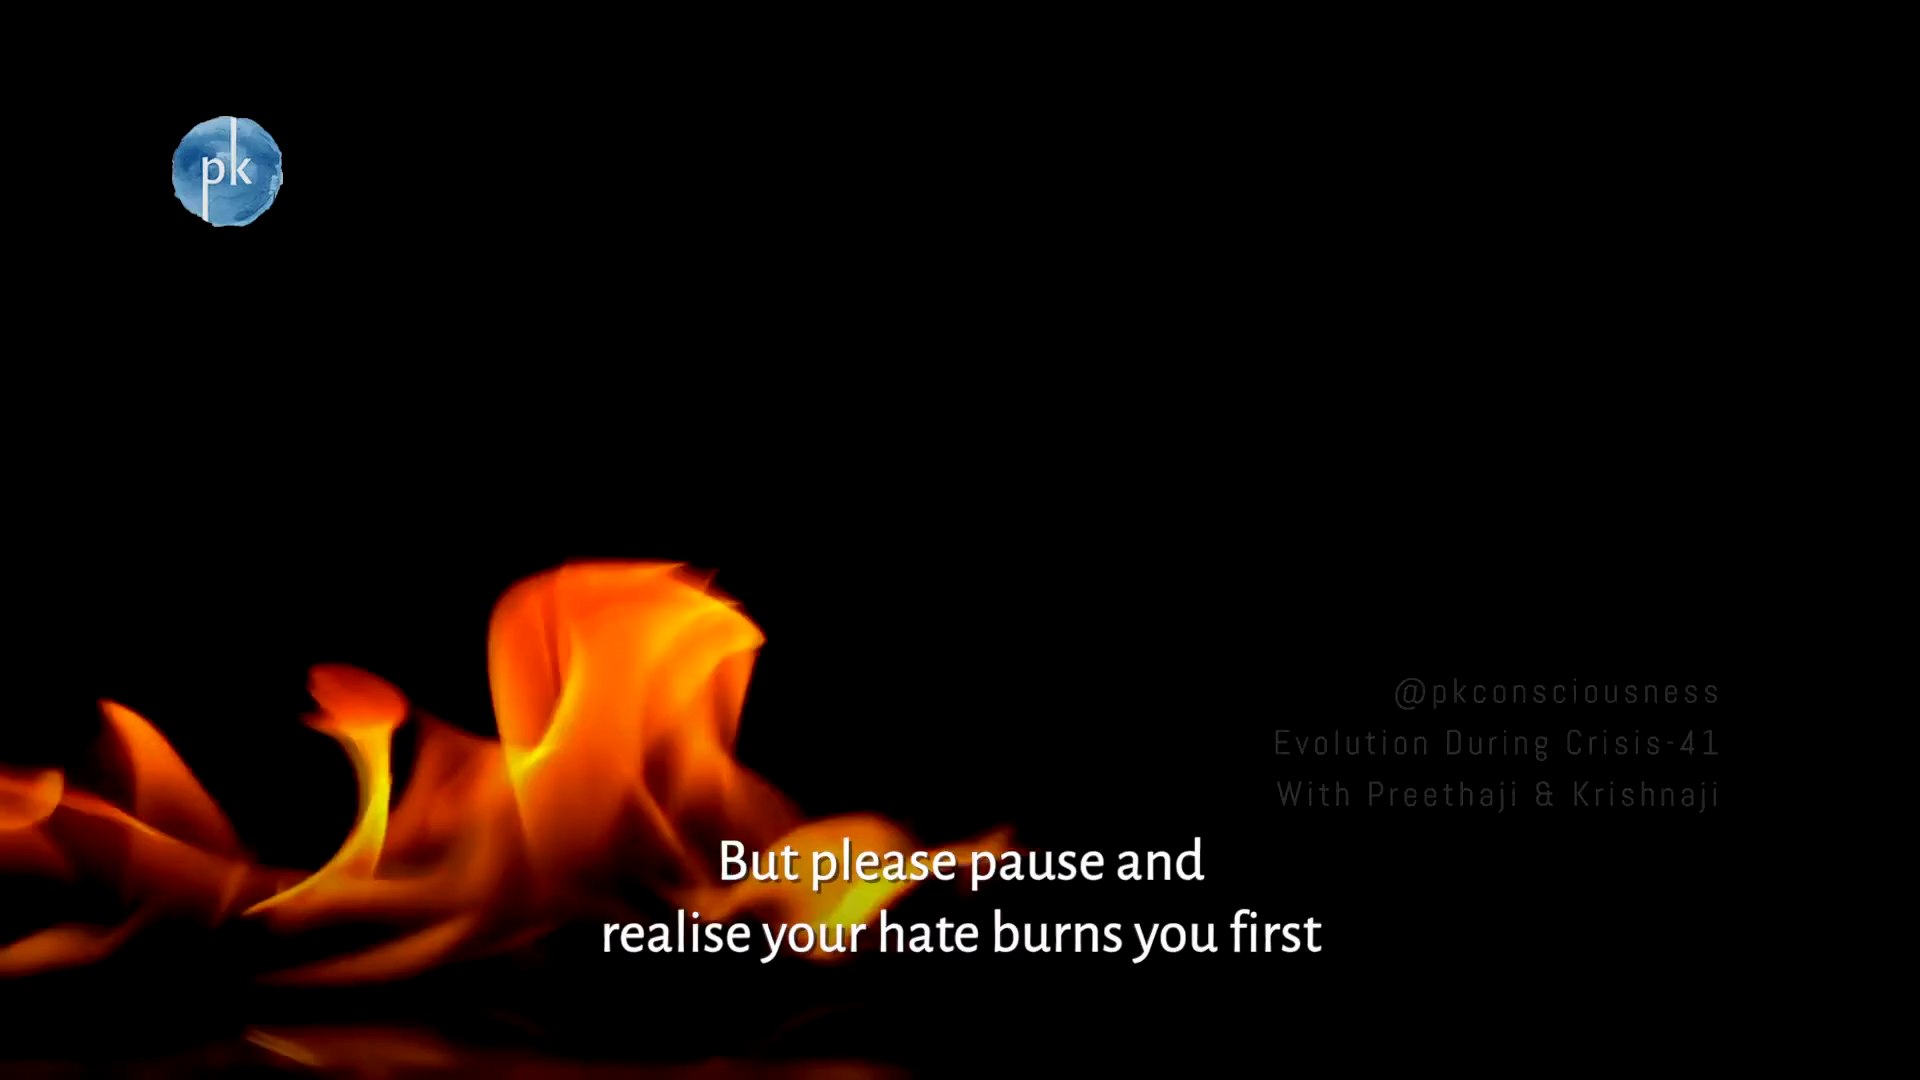 pk
@pkconsciousness
Evolution During Crisis-41
With Preethaji & Krishnaji
But please pause and
realise your hate burns you first